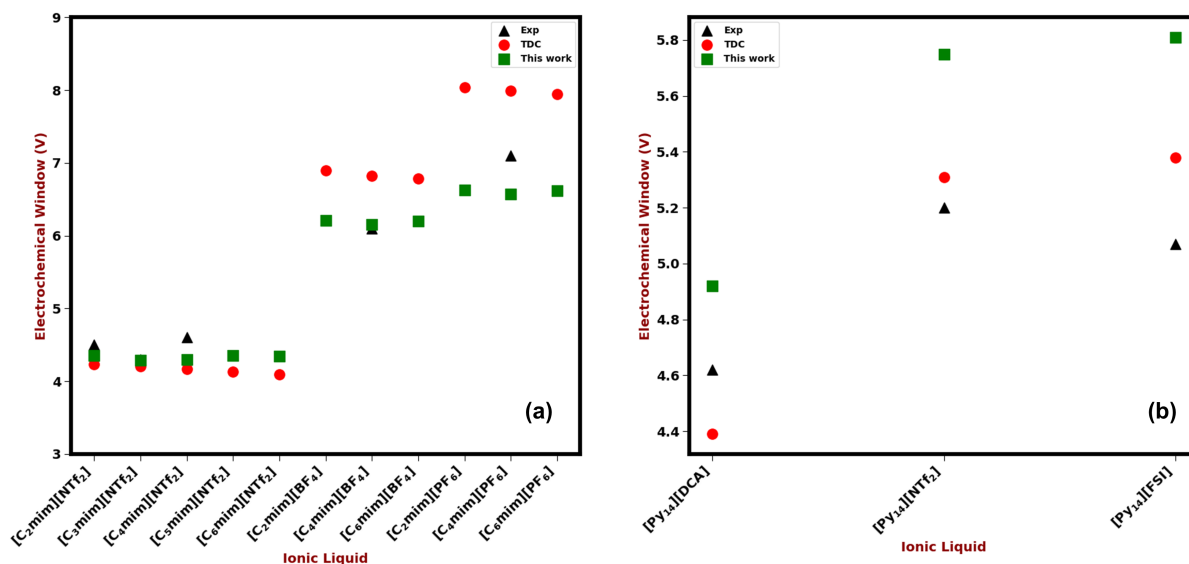 9
8
7
6
5
4
3
Electrochemical Window (V)
Exp
TDC
This work
(a)
[C₂mim][NTf₂]
[C₃mim][NTf₂]
[C₄mim][NTf₂]
[C₅mim][NTf₂]
[C₆mim][NTf₂]
[C₂mim][BF₄]
[C₄mim][BF₄]
[C₆mim][BF₄]
[C₂mim][PF₆]
[C₄mim][PF₆]
[C₆mim][PF₆]
Ionic Liquid
5.8
5.6
5.4
5.2
5.0
4.8
4.6
4.4
Electrochemical Window (V)
Exp
TDC
This work
(b)
[Py₁₄][DCA]
[Py₁₄][NTf₂]
[Py₁₄][FSI]
Ionic Liquid